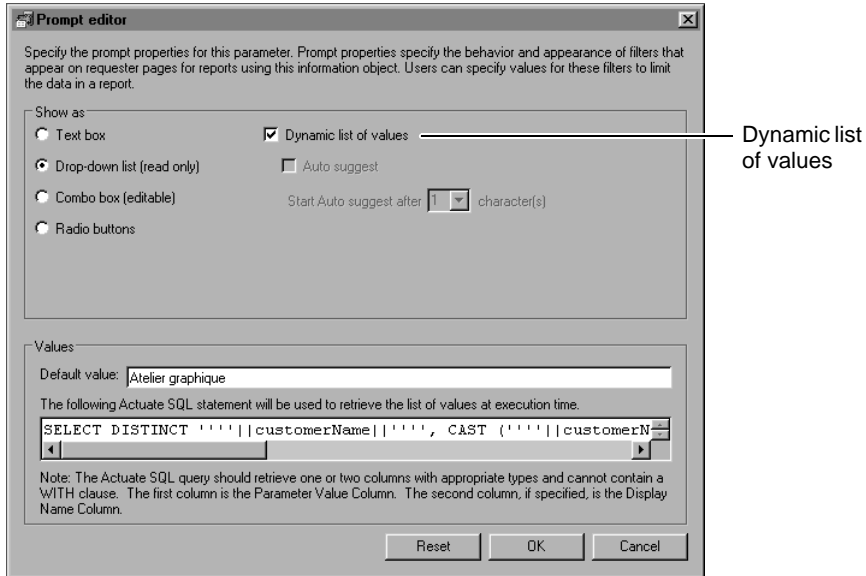 Prompt editor
Specify the prompt properties for this parameter. Prompt properties specify the behavior and appearance of filters that
appear on requester pages for reports using this information object. Users can specify values for these filters to limit
the data in a report.
Show as
Text box
Dynamic list of values
Dynamic list
of values
Drop-down list (read only)
Auto suggest
Combo box (editable)
Start Auto suggest after 1 character(s)
Radio buttons
Values
Default value: Atelier graphique
The following Actuate SQL statement will be used to retrieve the list of values at execution time.
SELECT DISTINCT ''''||customerName||'''', CAST (''''||customerN
Note: The Actuate SQL query should retrieve one or two columns with appropriate types and cannot contain a
WITH clause. The first column is the Parameter Value Column. The second column, if specified, is the Display
Name Column.
Reset OK Cancel